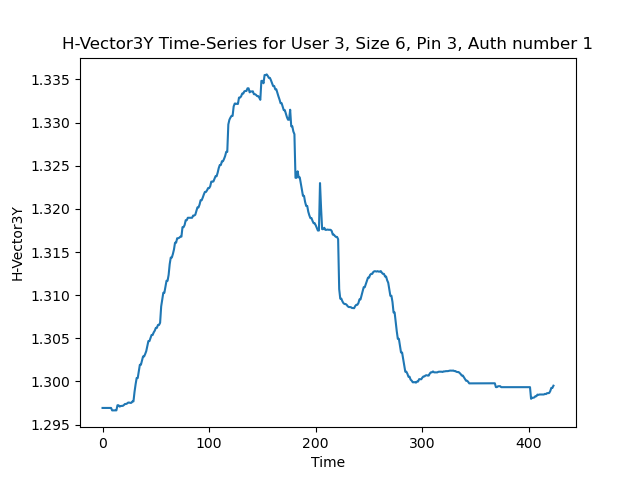 H-Vector3Y Time-Series for User 3, Size 6, Pin 3, Auth number 1
1.335
1.330
1.325
1.320
1.315
1.310
1.305
1.300
1.295
H-Vector3Y
0 100 200 300 400
Time